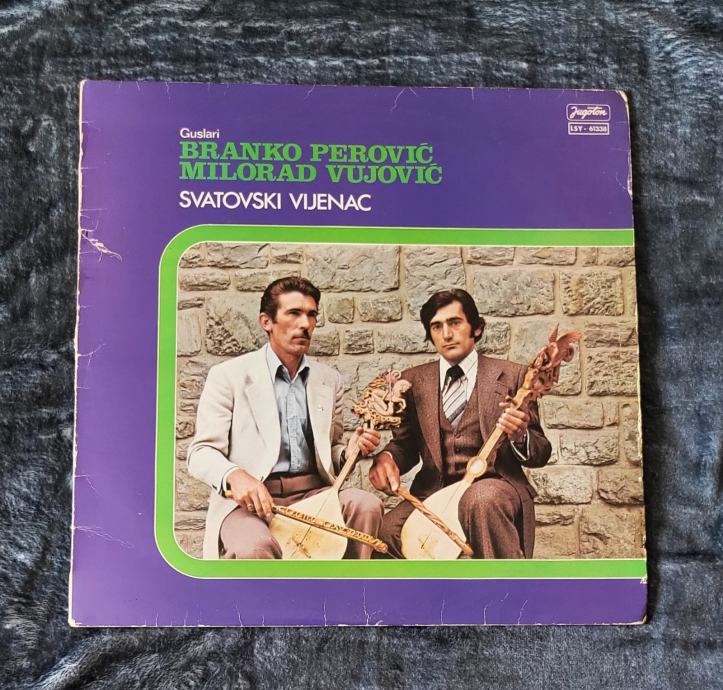 Jugoton
LSY - 61338
Guslari
BRANKO PEROVIĆ
MILORAD VUJOVIĆ
SVATOVSKI VIJENAC